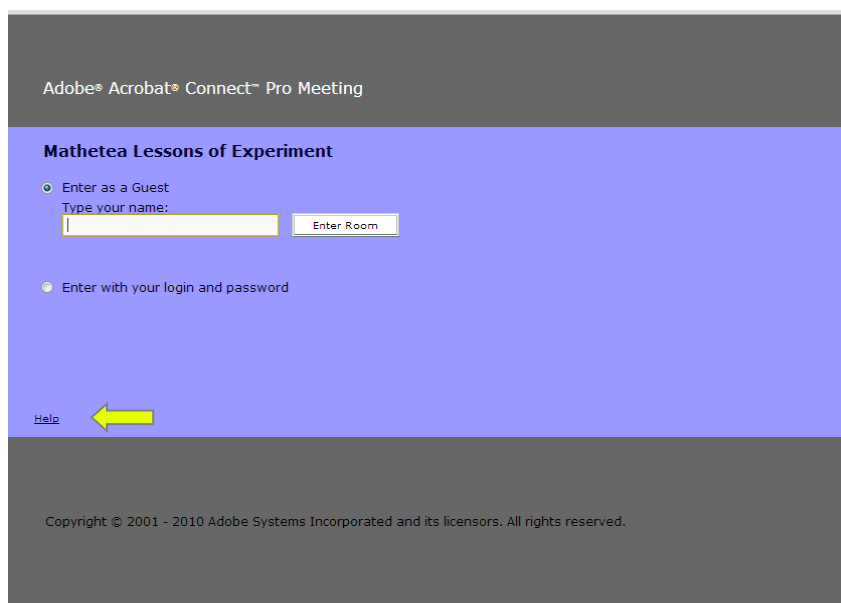 Adobe® Acrobat® Connect™ Pro Meeting
Mathetea Lessons of Experiment
Enter as a Guest
Type your name:
Enter Room
Enter with your login and password
Help
Copyright © 2001 - 2010 Adobe Systems Incorporated and its licensors. All rights reserved.